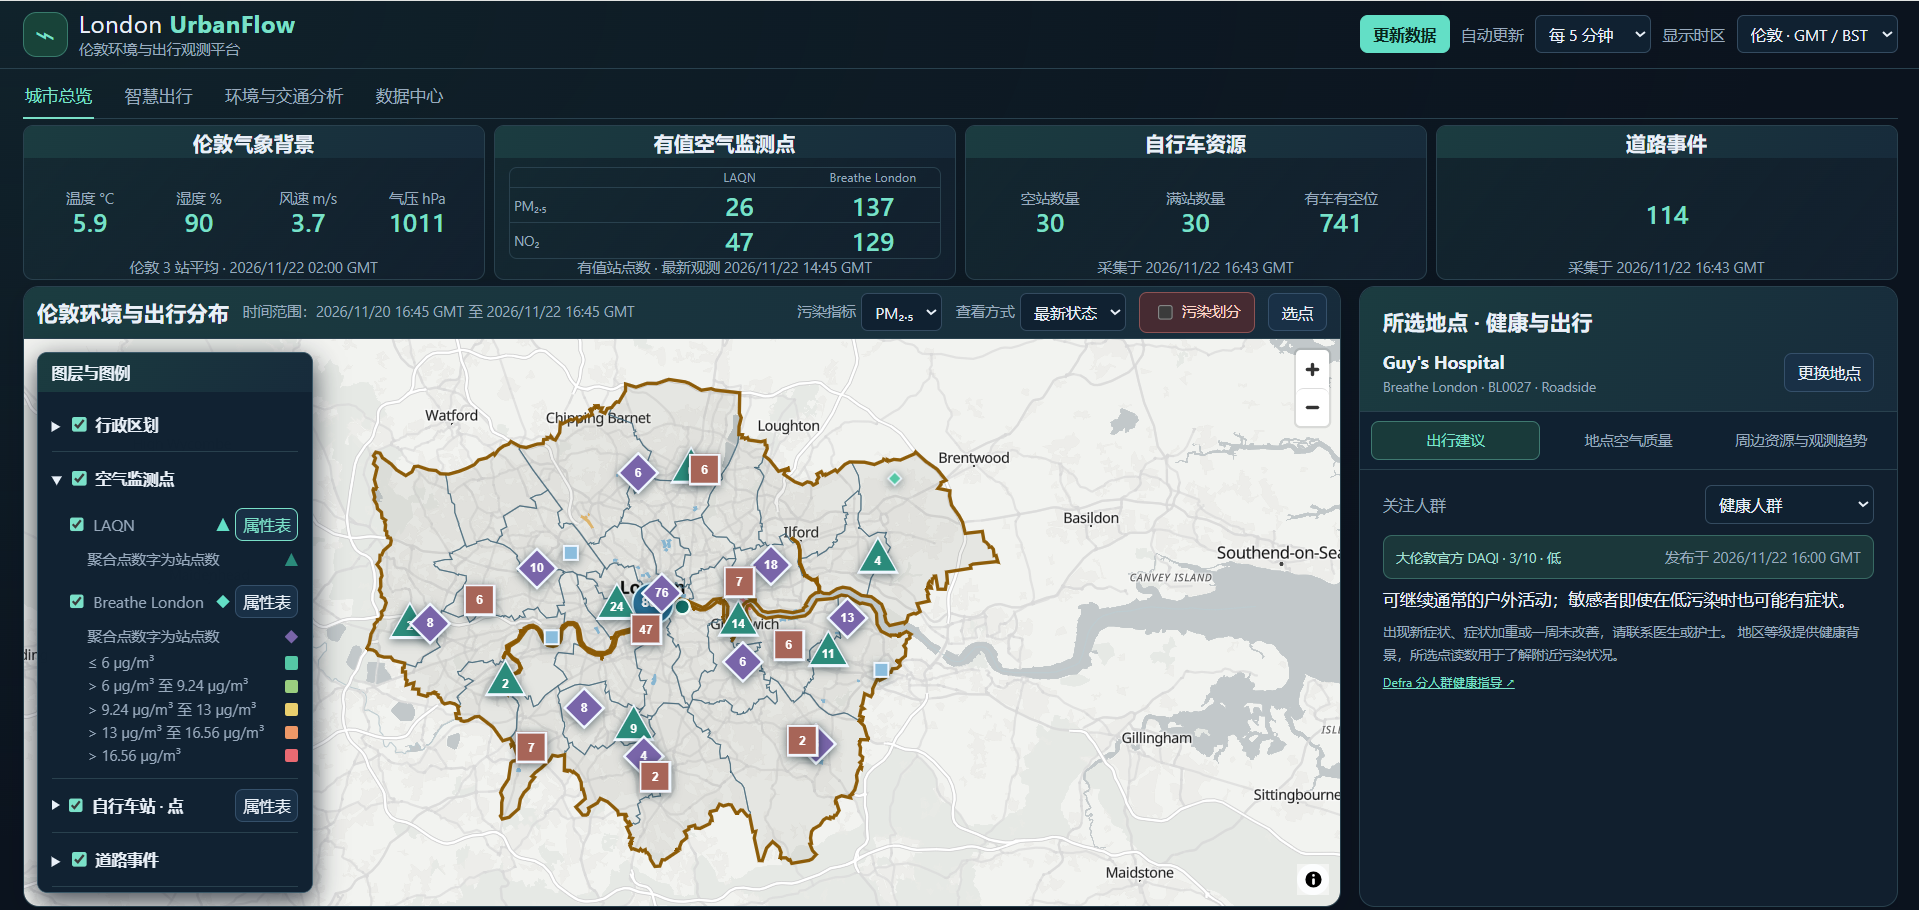 London UrbanFlow
伦敦环境与出行观测平台
更新数据 自动更新 每 5 分钟 显示时区 伦敦 · GMT / BST
城市总览 智慧出行 环境与交通分析 数据中心
伦敦气象背景
温度 °C 湿度 % 风速 m/s 气压 hPa
5.9 90 3.7 1011
伦敦 3 站平均 · 2026/11/22 02:00 GMT
有值空气监测点
LAQN Breathe London
PM₂.₅ 26 137
NO₂ 47 129
有值站点数 · 最新观测 2026/11/22 14:45 GMT
自行车资源
空站数量 满站数量 有车有空位
30 30 741
采集于 2026/11/22 16:43 GMT
道路事件
114
采集于 2026/11/22 16:43 GMT
伦敦环境与出行分布 时间范围：2026/11/20 16:45 GMT 至 2026/11/22 16:45 GMT
污染指标 PM₂.₅ 查看方式 最新状态 污染划分 选点
图层与图例
行政区划
空气监测点
LAQN 属性表
聚合点数字为站点数
Breathe London 属性表
聚合点数字为站点数
≤ 6 µg/m³
> 6 µg/m³ 至 9.24 µg/m³
> 9.24 µg/m³ 至 13 µg/m³
> 13 µg/m³ 至 16.56 µg/m³
> 16.56 µg/m³
自行车站 · 点 属性表
道路事件
+
−
Watford
Chipping Barnet
Loughton
Brentwood
6
6
Basildon
Ilford
Southend-on-Sea
CANVEY ISLAND
10
18
4
7
6
24
76
8
47
14
13
6
11
6
2
8
9
4
7
2
2
Gillingham
Sittingbourne
Maidstone
所选地点 · 健康与出行
Guy's Hospital
Breathe London · BL0027 · Roadside
更换地点
出行建议 地点空气质量 周边资源与观测趋势
关注人群 健康人群
大伦敦官方 DAQI · 3/10 · 低 发布于 2026/11/22 16:00 GMT
可继续通常的户外活动；敏感者即使在低污染时也可能有症状。
出现新症状、症状加重或一周未改善，请联系医生或护士。 地区等级提供健康背
景，所选点读数用于了解附近污染状况。
Defra 分人群健康指导 ↗